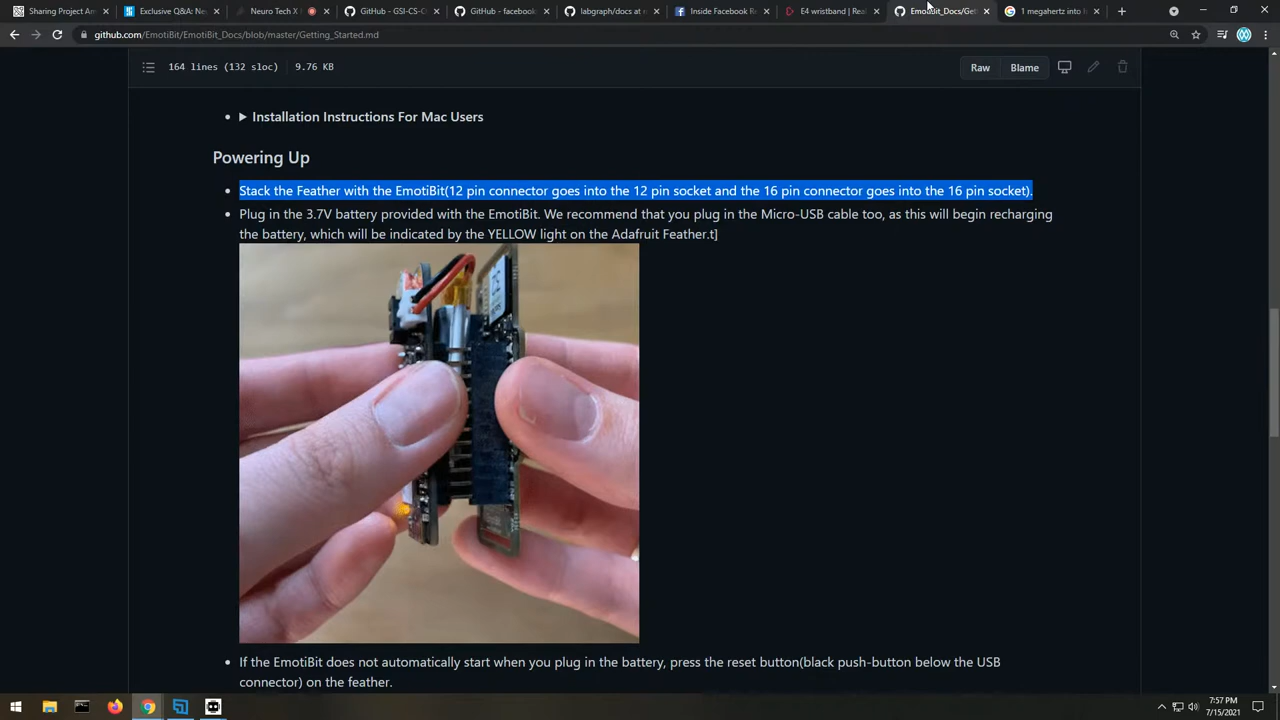 Sharing Project Am
Exclusive Q&A: Ne
Neuro Tech X
GitHub - GSI-CS-C
GitHub - facebook
labgraph/docs at m
Inside Facebook Re
E4 wristband | Real
EmotiBit_Docs/Get
1 megahertz into h
github.com/EmotiBit/EmotiBit_Docs/blob/master/Getting_Started.md
164 lines (132 sloc) 9.76 KB
Raw Blame
Installation Instructions For Mac Users
Powering Up
Stack the Feather with the EmotiBit(12 pin connector goes into the 12 pin socket and the 16 pin connector goes into the 16 pin socket).
Plug in the 3.7V battery provided with the EmotiBit. We recommend that you plug in the Micro-USB cable too, as this will begin recharging
the battery, which will be indicated by the YELLOW light on the Adafruit Feather.t]
If the EmotiBit does not automatically start when you plug in the battery, press the reset button(black push-button below the USB
connector) on the feather.
7:57 PM
7/15/2021